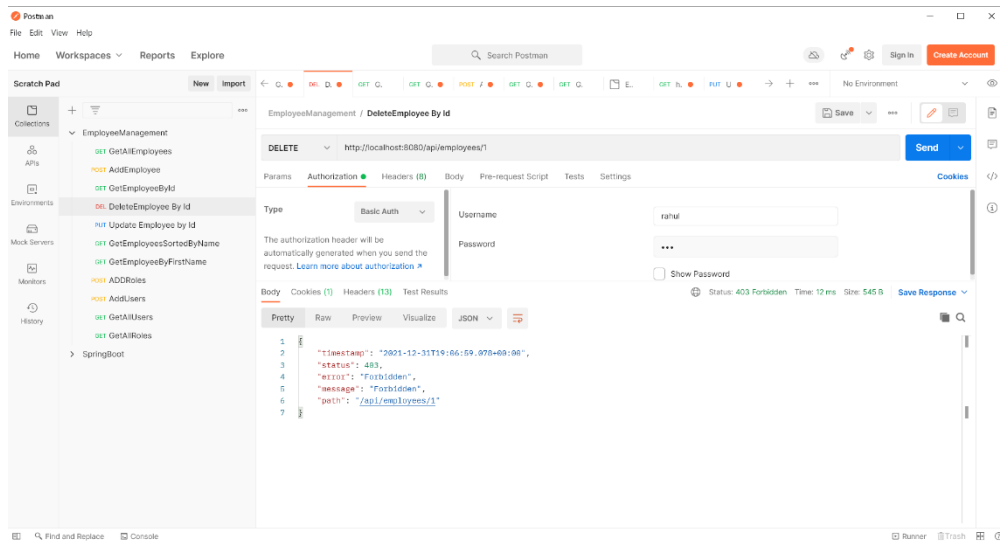 Postman
File Edit View Help
Home Workspaces Reports Explore
Search Postman
Sign In
Create Account
Scratch Pad
New Import
G. DEL D. GET G. GET G. POST / GET G. GET G. E.. GET h. PUT U
No Environment
Collections
APIs
Environments
Mock Servers
Monitors
History
EmployeeManagement
GET GetAllEmployees
POST AddEmployee
GET GetEmployeeById
DEL DeleteEmployee By Id
PUT Update Employee by Id
GET GetEmployeesSortedByName
GET GetEmployeeByFirstName
POST ADDRoles
POST AddUsers
GET GetAllUsers
GET GetAllRoles
SpringBoot
EmployeeManagement / DeleteEmployee By Id
Save
DELETE http://localhost:8080/api/employees/1
Send
Params Authorization Headers (8) Body Pre-request Script Tests Settings
Cookies
Type Basic Auth
The authorization header will be
automatically generated when you send the
request. Learn more about authorization
Username rahul
Password •••
Show Password
Body Cookies (1) Headers (13) Test Results
Status: 403 Forbidden Time: 12 ms Size: 545 B Save Response
Pretty Raw Preview Visualize JSON
1 {
2 "timestamp": "2021-12-31T19:06:59.078+00:00",
3 "status": 403,
4 "error": "Forbidden",
5 "message": "Forbidden",
6 "path": "/api/employees/1"
7 }
Find and Replace Console
Runner Trash